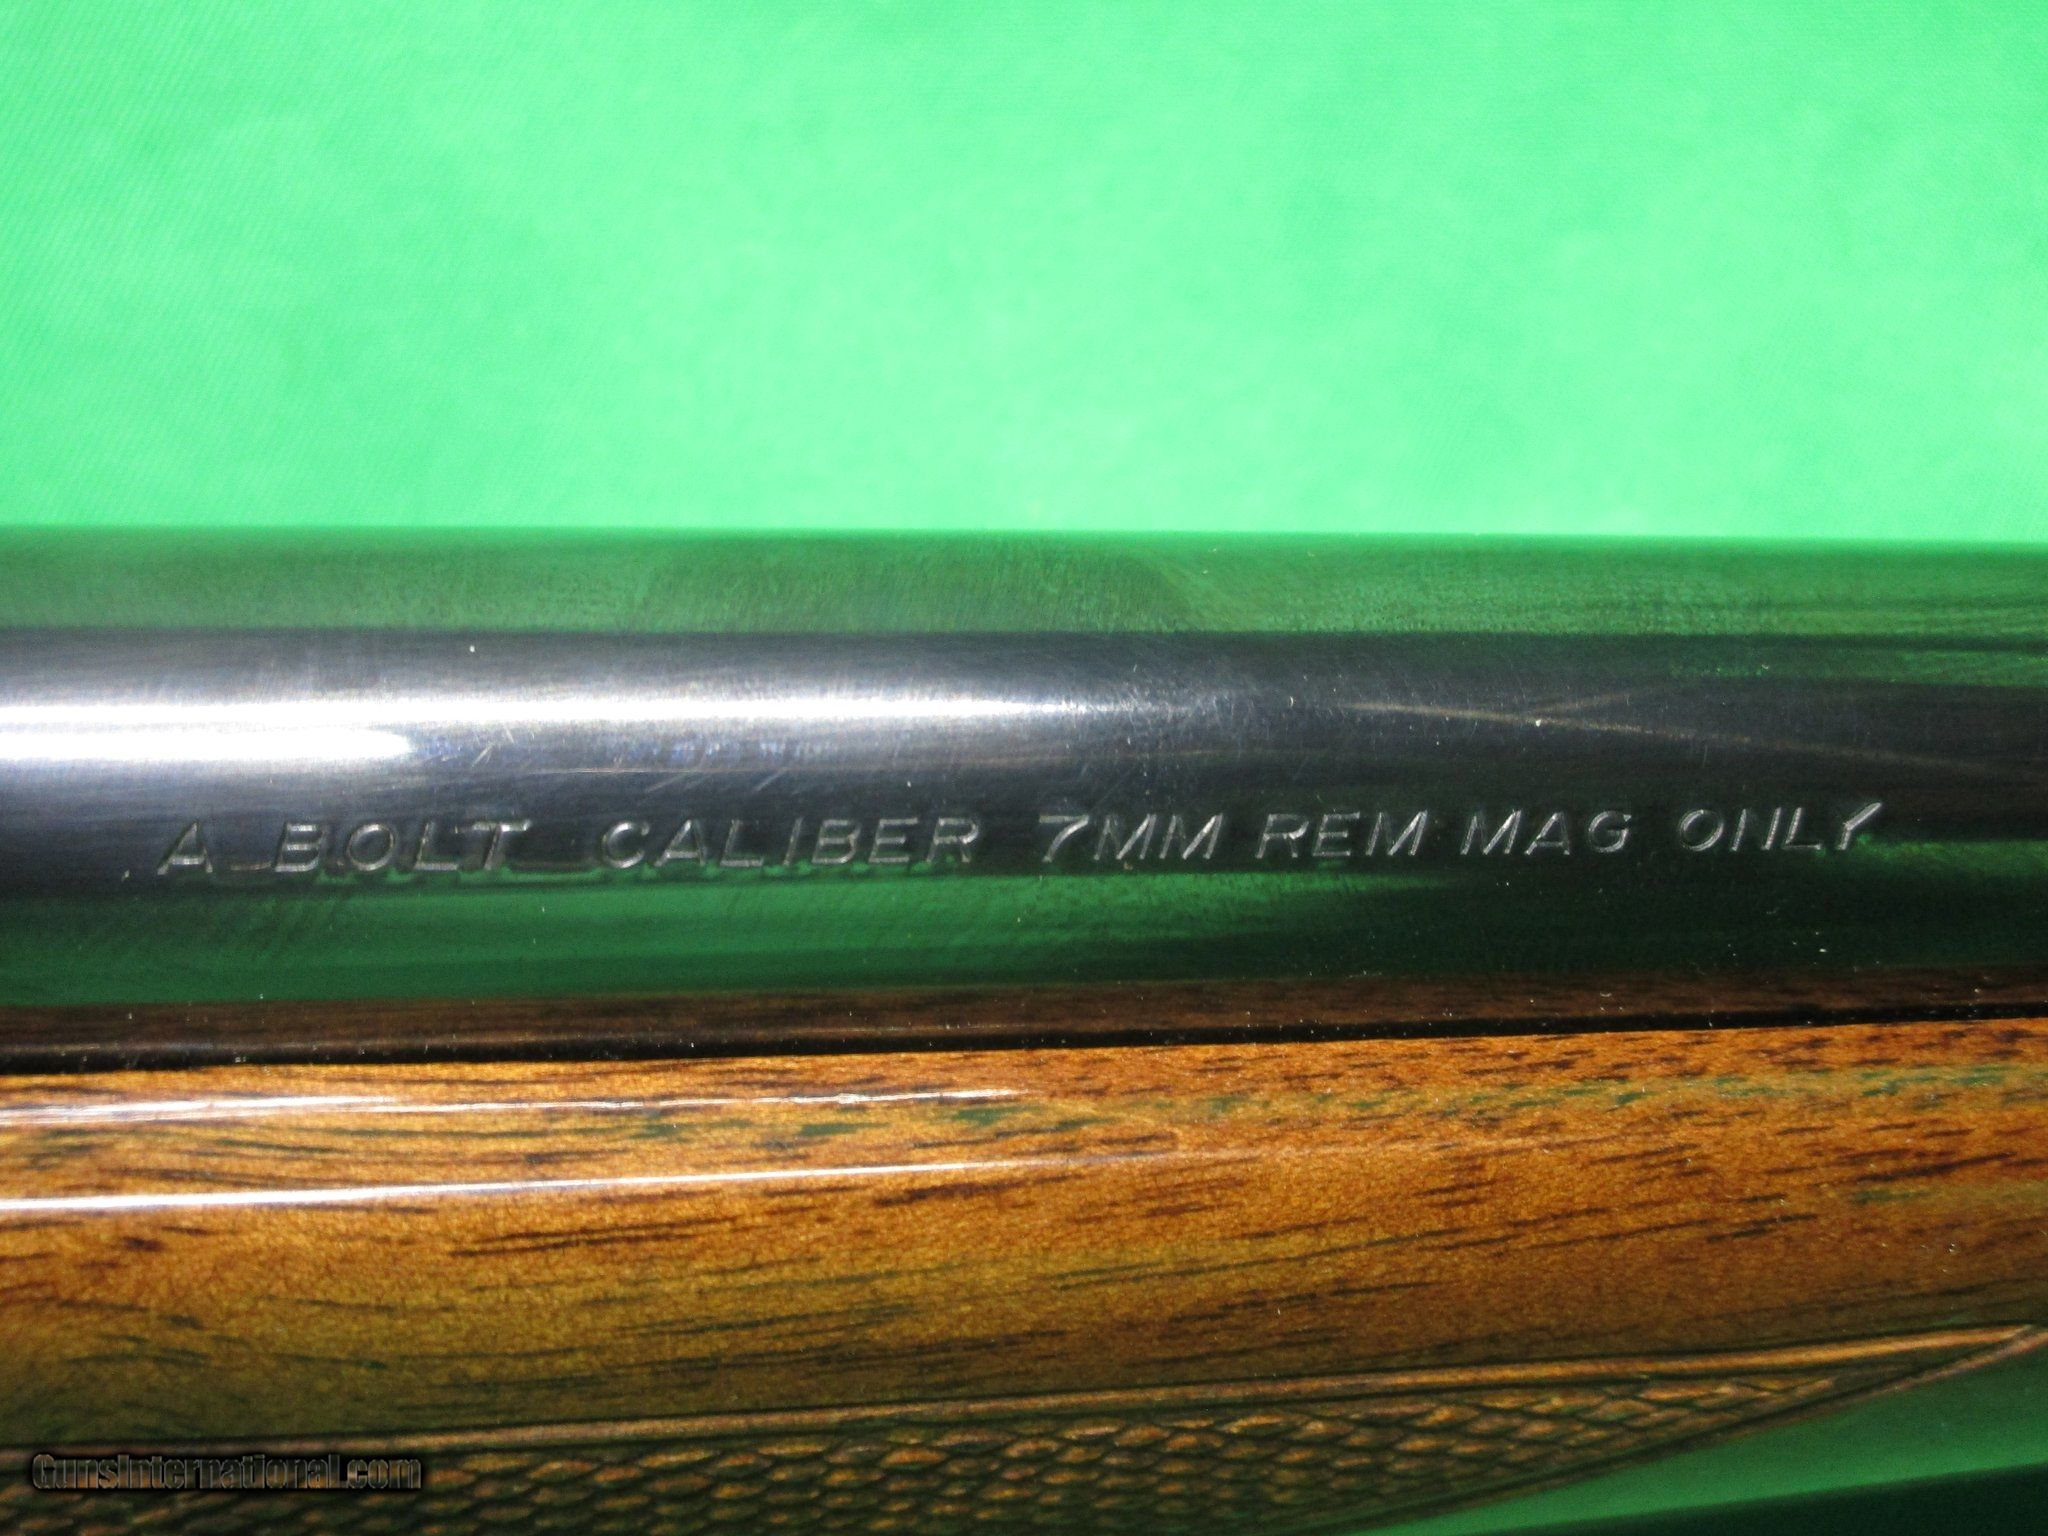 A BOLT CALIBER 7MM REM MAG ONLY
GunsInternational.com